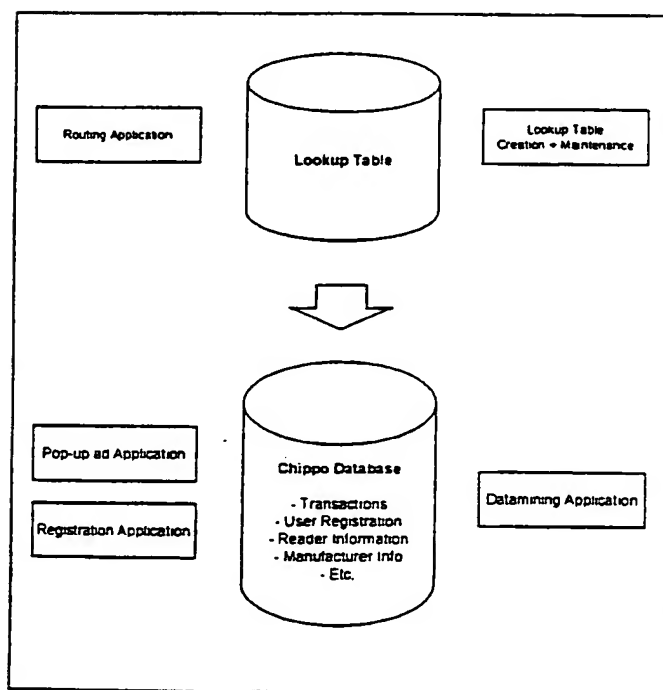 Routing Application
Lookup Table
Lookup Table
Creation + Maintenance
Pop-up ad Application
Registration Application
Chippo Database
- Transactions
- User Registration
- Reader Information
- Manufacturer Info
- Etc.
Datamining Application